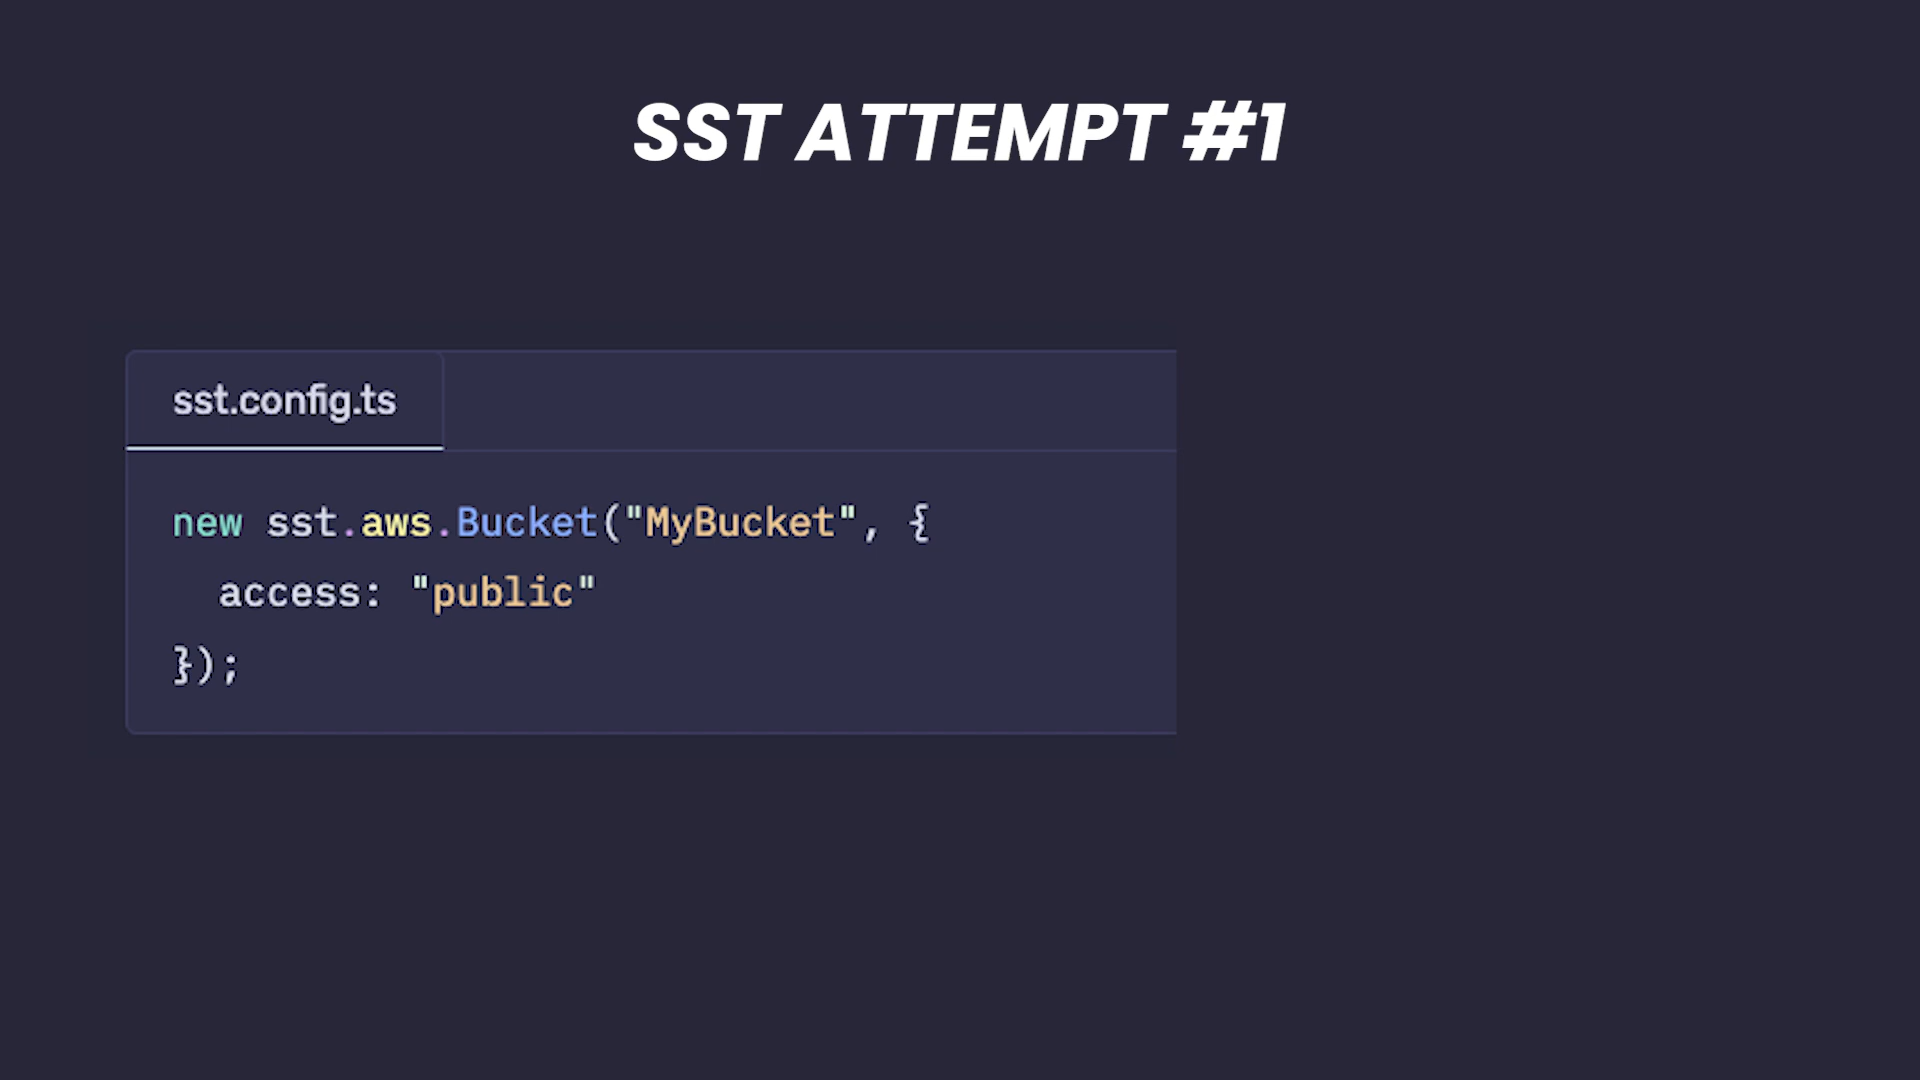 SST ATTEMPT #1
sst.config.ts
new sst.aws.Bucket("MyBucket", {
  access: "public"
});